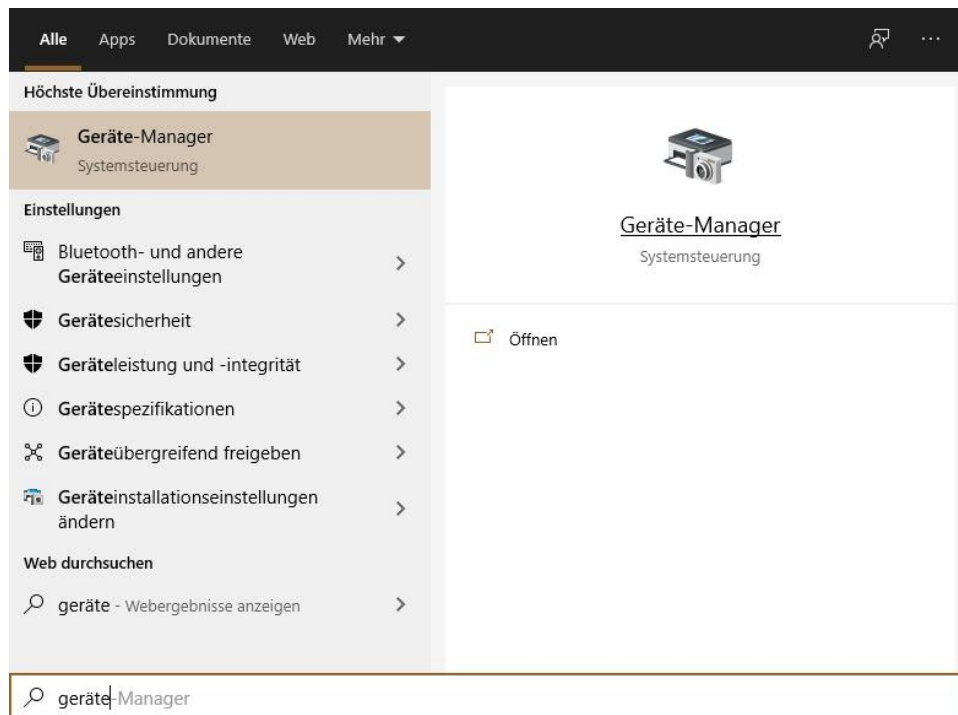 Alle Apps Dokumente Web Mehr
Höchste Übereinstimmung
Geräte-Manager
Systemsteuerung
Einstellungen
Bluetooth- und andere
Geräteeinstellungen
Gerätesicherheit
Geräteleistung und -integrität
Gerätespezifikationen
Geräteübergreifend freigeben
Geräteinstallationseinstellungen
ändern
Web durchsuchen
geräte - Webergebnisse anzeigen
Geräte-Manager
Systemsteuerung
Öffnen
geräte-Manager